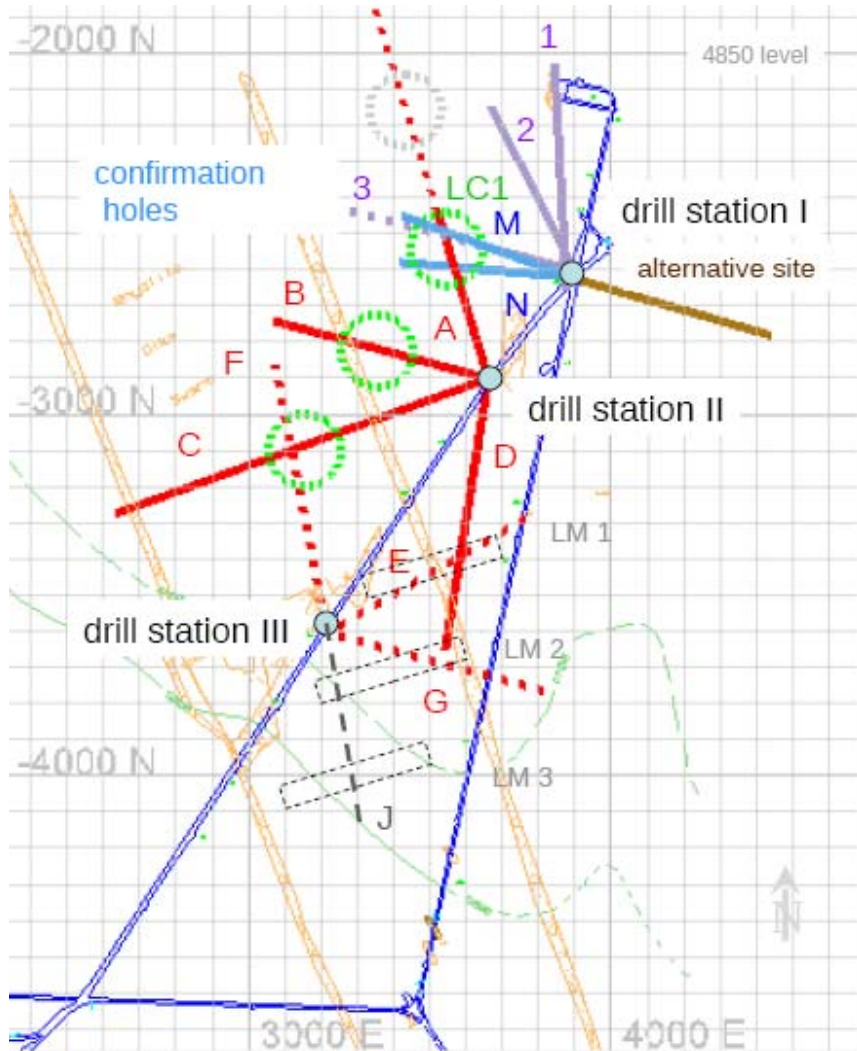 -2000 N
1
4850 level
2
confirmation
holes
3
LC1
M
drill station I
alternative site
B
N
A
F
-3000 N
drill station II
C
D
LM 1
E
drill station III
LM 2
G
-4000 N
LM 3
J
N
3000 E
4000 E